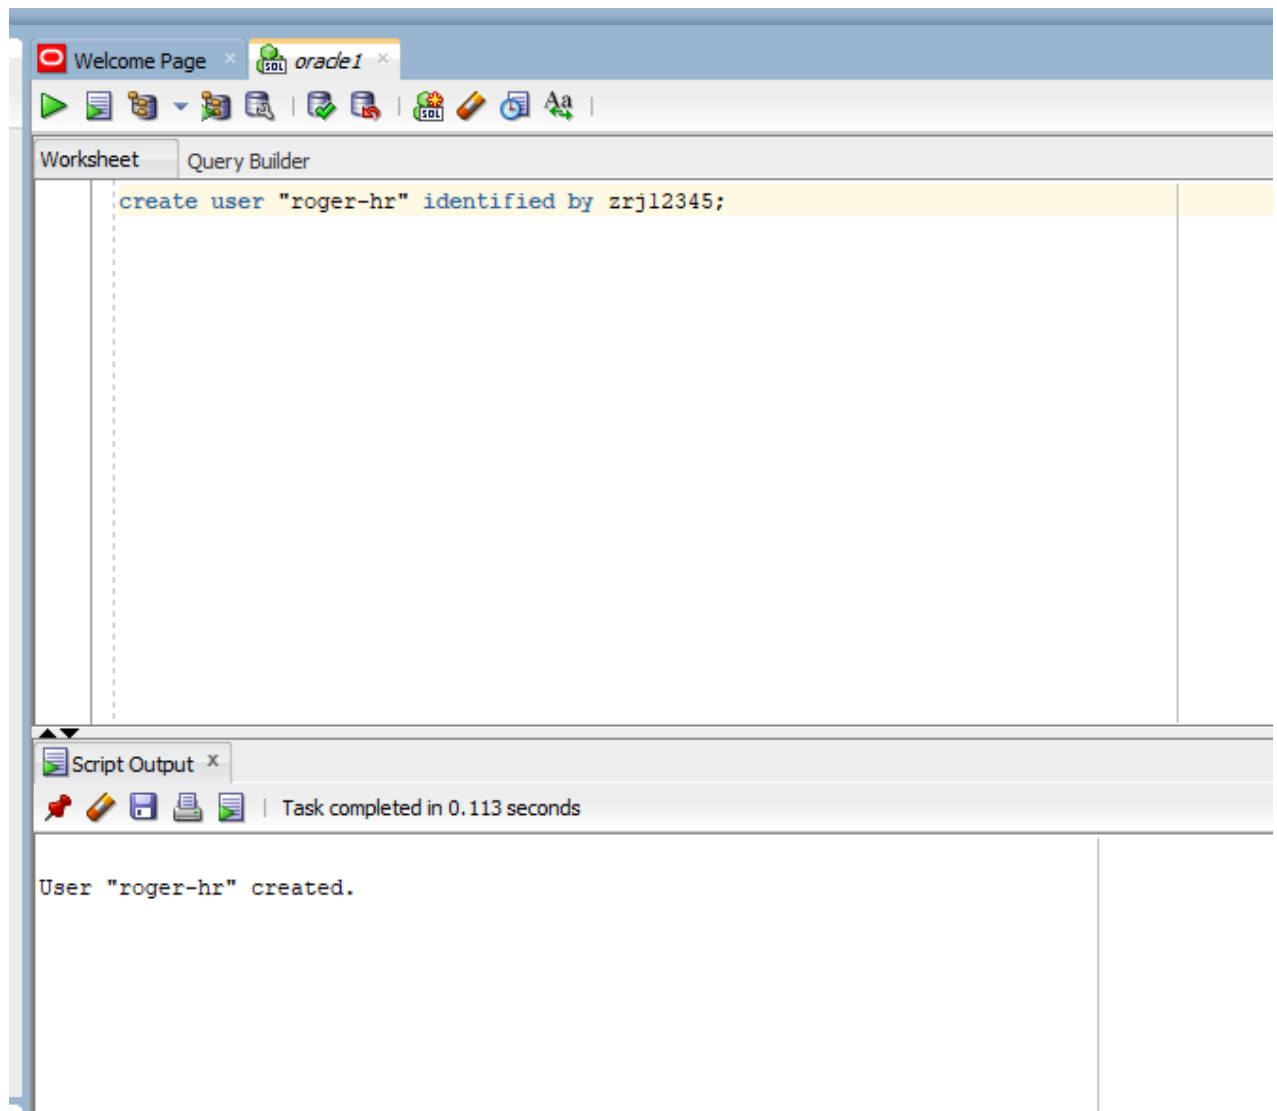 Welcome Page
oracle1
Worksheet Query Builder
create user "roger-hr" identified by zrj12345;
Script Output
Task completed in 0.113 seconds
User "roger-hr" created.